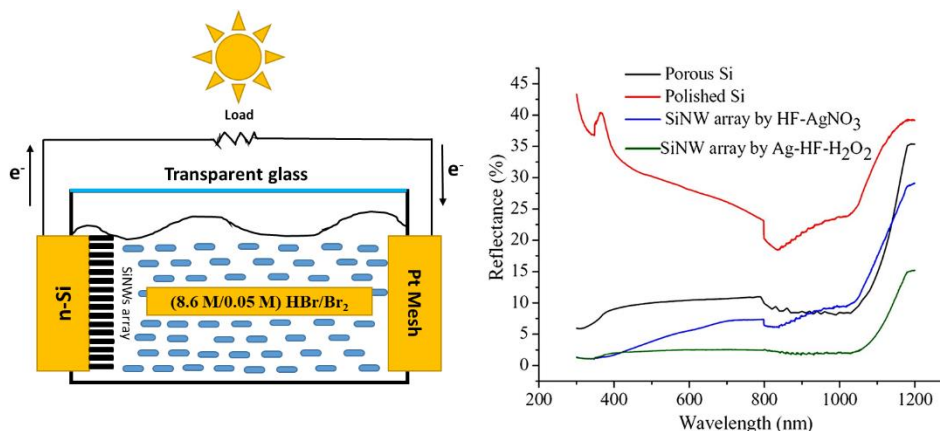 Load
e⁻
e⁻
Transparent glass
n-Si
SiNWs array
(8.6 M/0.05 M) HBr/Br₂
Pt Mesh
Porous Si
Polished Si
SiNW array by HF-AgNO₃
SiNW array by Ag-HF-H₂O₂
Reflectance (%)
45
40
35
30
25
20
15
10
5
0
200 400 600 800 1000 1200
Wavelength (nm)